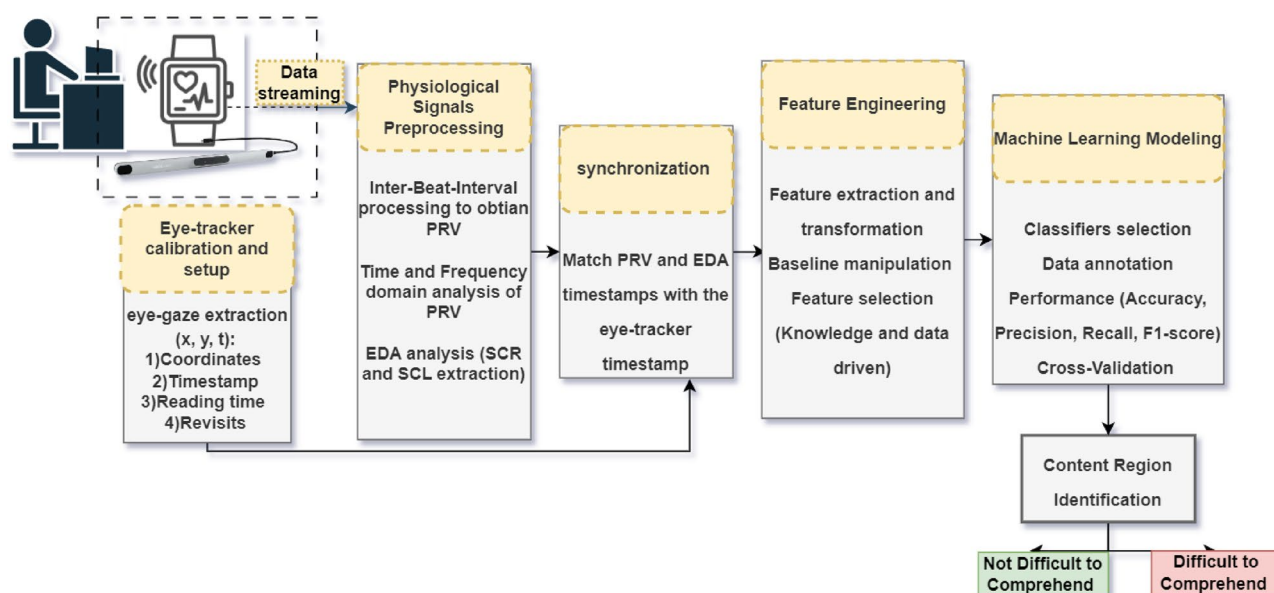 Data
streaming
Eye-tracker
calibration and
setup
eye-gaze extraction
(x, y, t):
1)Coordinates
2)Timestamp
3)Reading time
4)Revisits
Physiological
Signals
Preprocessing
Inter-Beat-Interval
processing to obtian
PRV
Time and Frequency
domain analysis of
PRV
EDA analysis (SCR
and SCL extraction)
synchronization
Match PRV and EDA
timestamps with the
eye-tracker
timestamp
Feature Engineering
Feature extraction and
transformation
Baseline manipulation
Feature selection
(Knowledge and data
driven)
Machine Learning Modeling
Classifiers selection
Data annotation
Performance (Accuracy,
Precision, Recall, F1-score)
Cross-Validation
Content Region
Identification
Not Difficult to
Comprehend
Difficult to
Comprehend